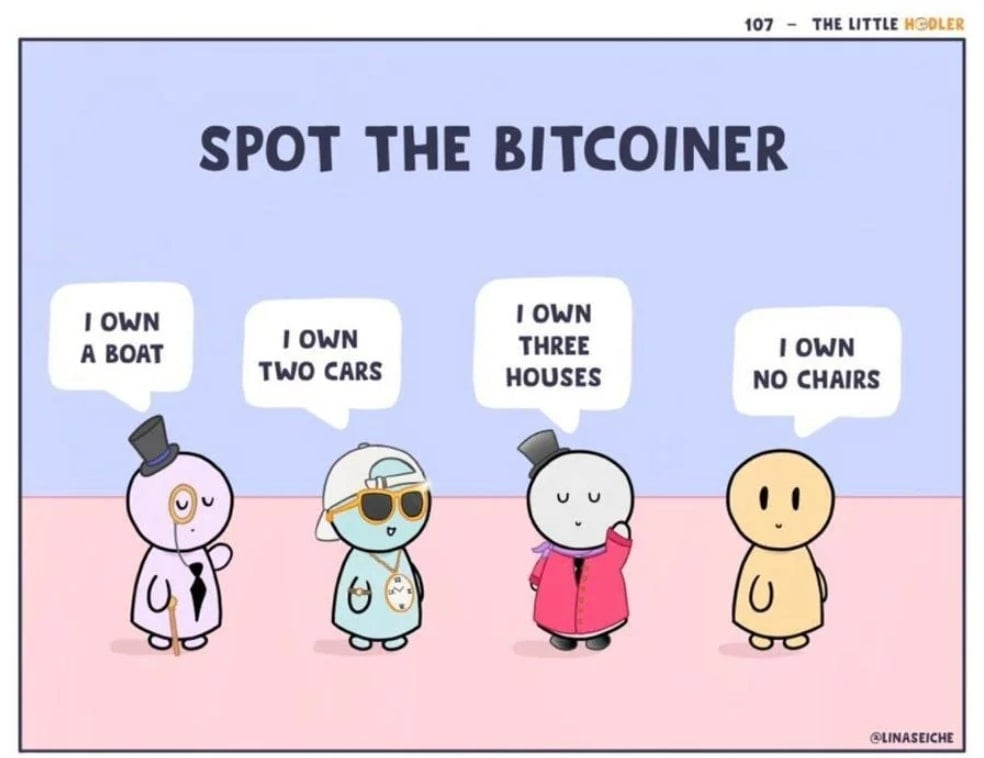 107 - THE LITTLE HODLER
SPOT THE BITCOINER
I OWN
A BOAT
I OWN
TWO CARS
I OWN
THREE
HOUSES
I OWN
NO CHAIRS
@LINASEICHE